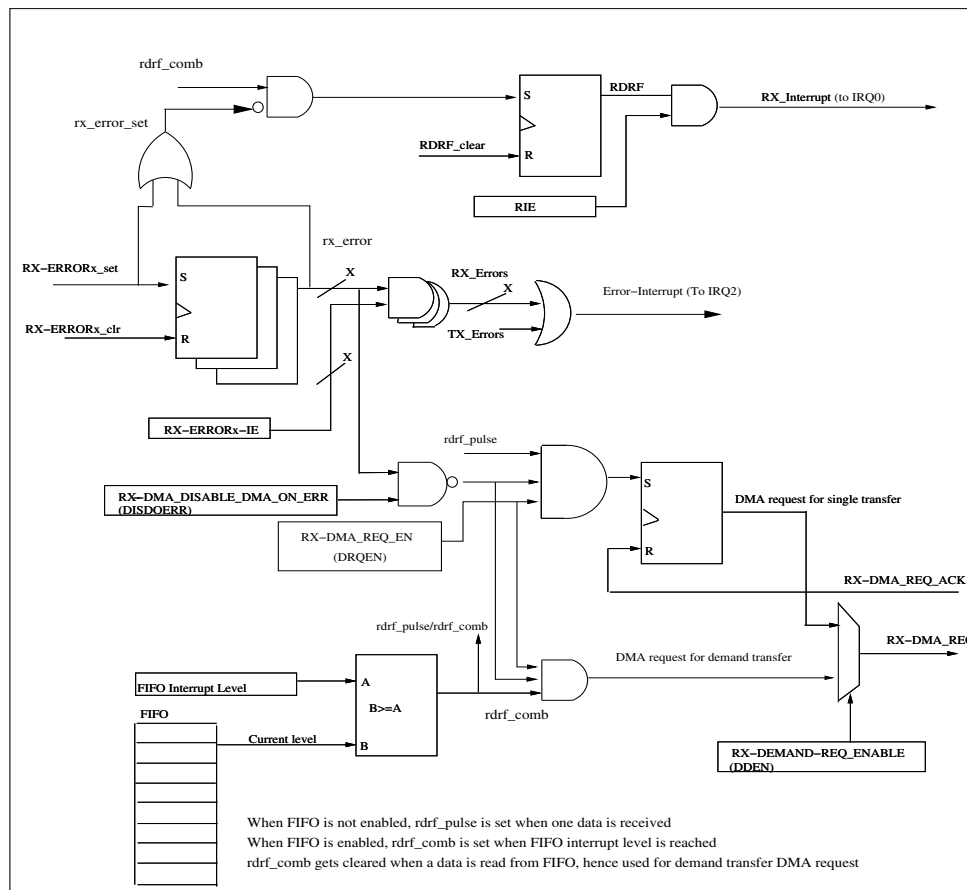 rdrf_comb
S
RDRF
RX_Interrupt (to IRQ0)
rx_error_set
RDRF_clear
R
RIE
rx_error
RX-ERRORx_set
S
X
RX_Errors
X
Error-Interrupt (To IRQ2)
RX-ERRORx_clr
R
TX_Errors
X
RX-ERRORx-IE
rdrf_pulse
RX-DMA_DISABLE_DMA_ON_ERR
(DISDOERR)
S
DMA request for single transfer
RX-DMA_REQ_EN
(DRQEN)
R
RX-DMA_REQ_ACK
rdrf_pulse/rdrf_comb
RX-DMA_REQ
DMA request for demand transfer
FIFO Interrupt Level
A
B>=A
rdrf_comb
FIFO
Current level
B
RX-DEMAND-REQ_ENABLE
(DDEN)
When FIFO is not enabled, rdrf_pulse is set when one data is received
When FIFO is enabled, rdrf_comb is set when FIFO interrupt level is reached
rdrf_comb gets cleared when a data is read from FIFO, hence used for demand transfer DMA request